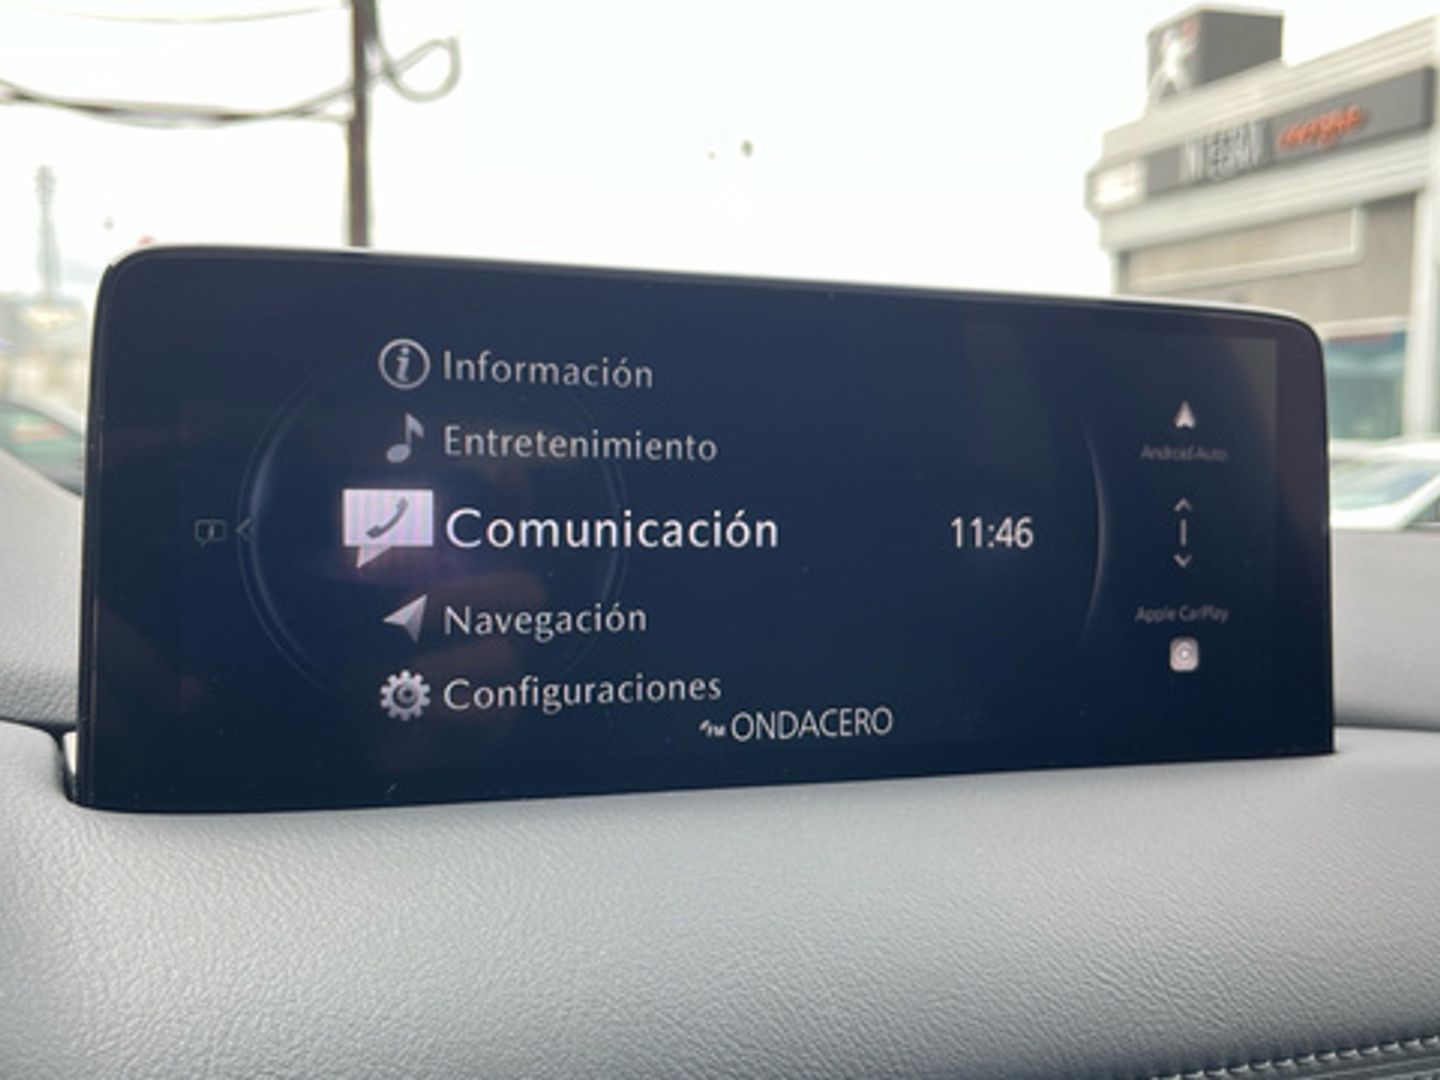 Información
Entretenimiento
Comunicación
11:46
Navegación
Configuraciones
FM ONDACERO
Android Auto
Apple CarPlay